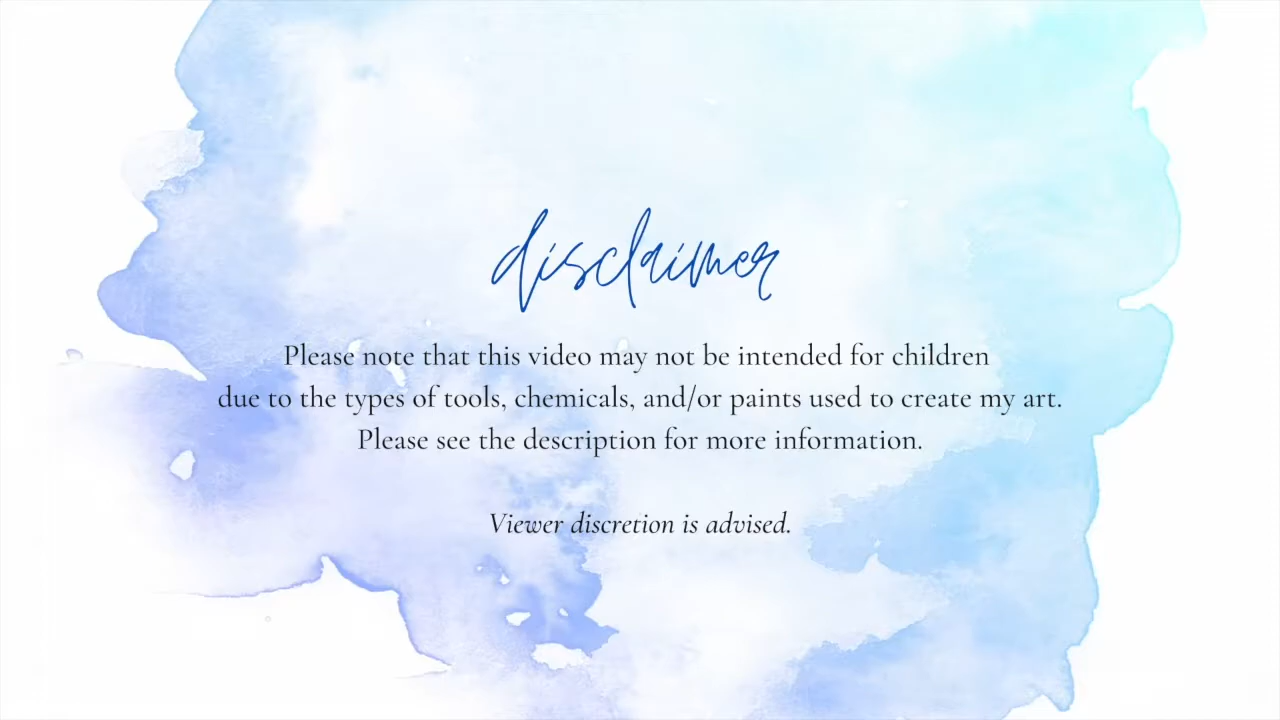 disclaimer
Please note that this video may not be intended for children
due to the types of tools, chemicals, and/or paints used to create my art.
Please see the description for more information.
Viewer discretion is advised.